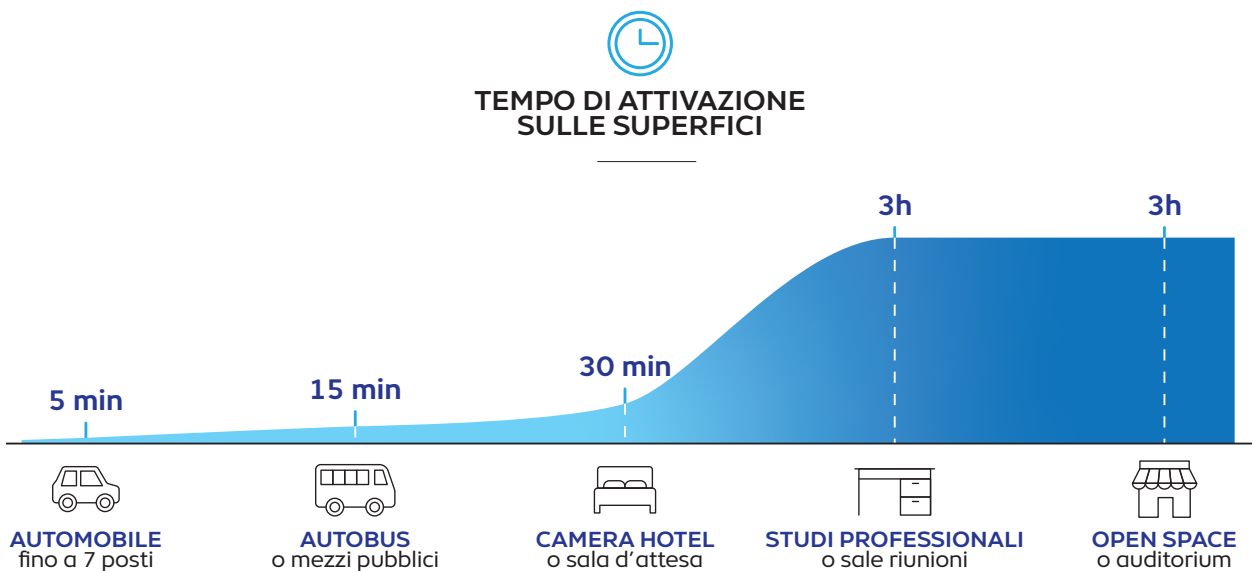 TEMPO DI ATTIVAZIONE
SULLE SUPERFICI
5 min
15 min
30 min
3h
3h
AUTOMOBILE
fino a 7 posti
AUTOBUS
o mezzi pubblici
CAMERA HOTEL
o sala d'attesa
STUDI PROFESSIONALI
o sale riunioni
OPEN SPACE
o auditorium